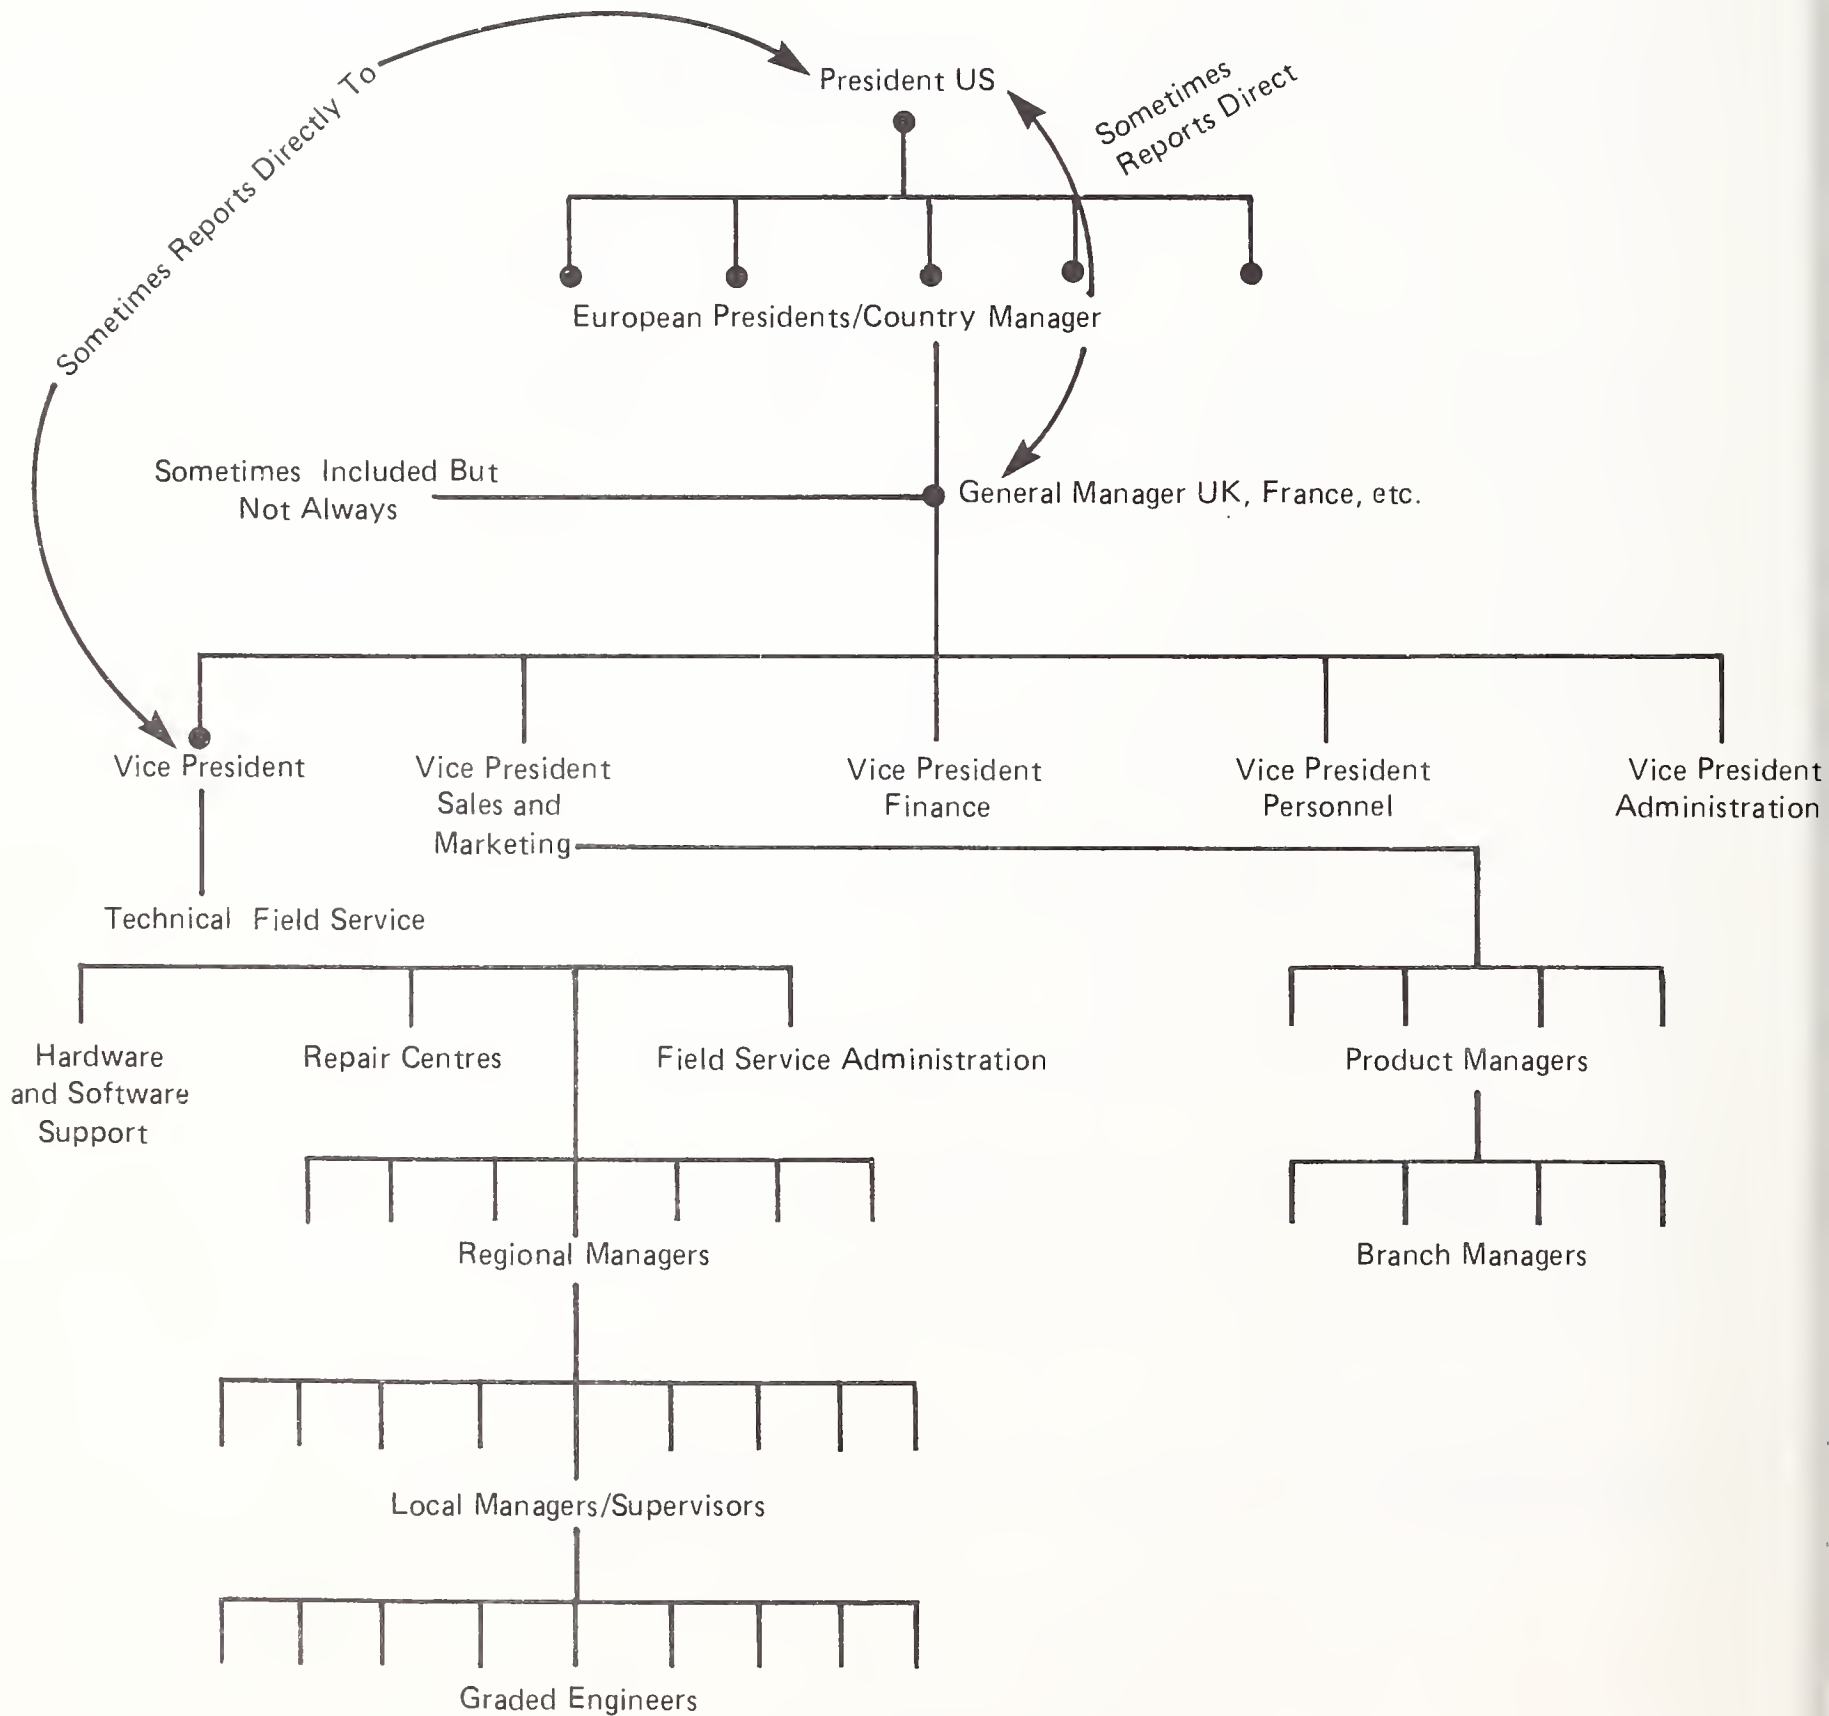 Sometimes Reports Directly To
President US
Sometimes
Reports Direct
European Presidents/Country Manager
Sometimes Included But
Not Always
General Manager UK, France, etc.
Vice President
Vice President
Sales and
Marketing
Vice President
Finance
Vice President
Personnel
Vice President
Administration
Technical Field Service
Hardware
and Software
Support
Repair Centres
Field Service Administration
Product Managers
Regional Managers
Branch Managers
Local Managers/Supervisors
Graded Engineers